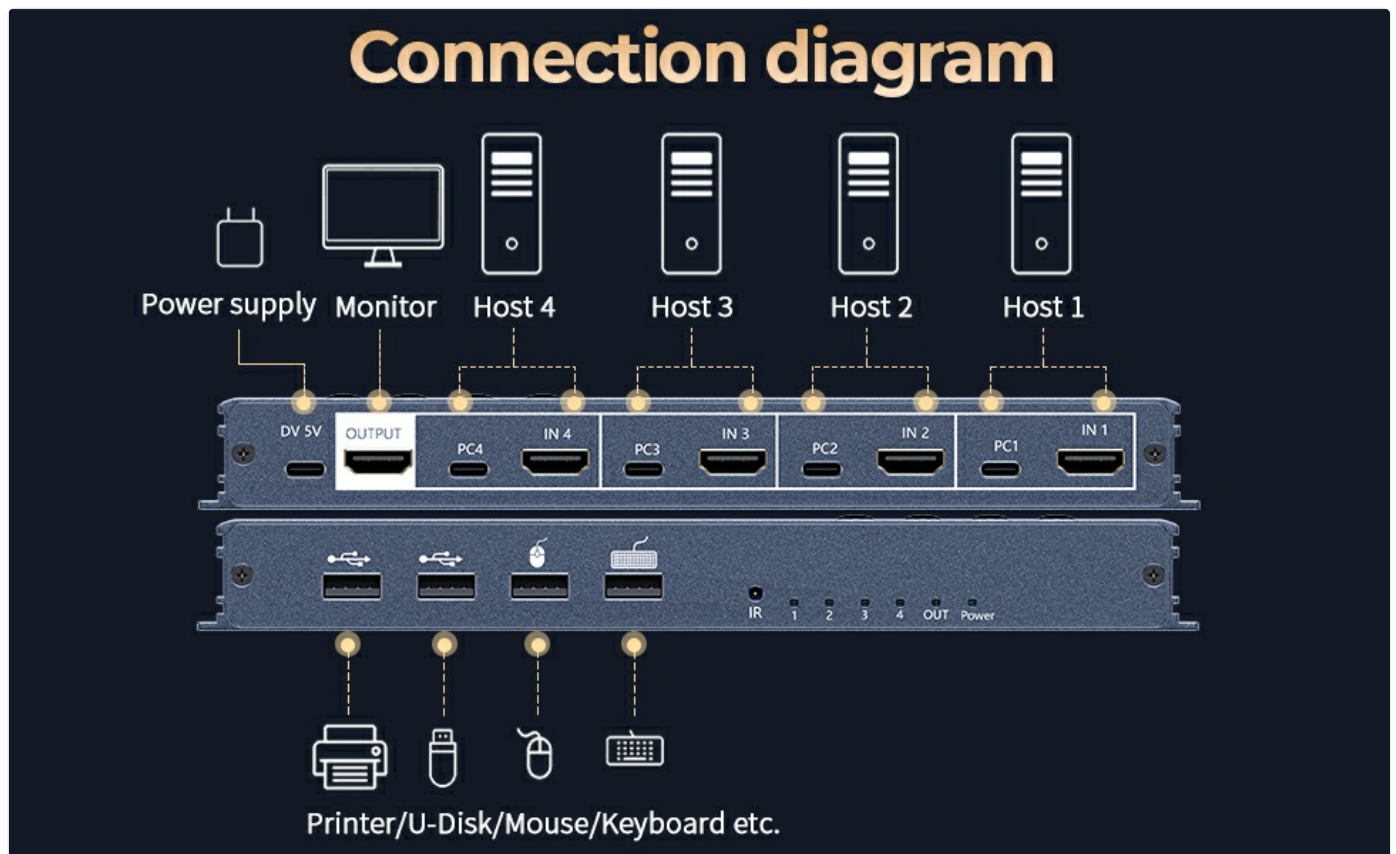 Connection diagram
Power supply Monitor Host 4 Host 3 Host 2 Host 1
DV 5V OUTPUT PC4 IN 4 PC3 IN 3 PC2 IN 2 PC1 IN 1
IR 1 2 3 4 OUT Power
Printer/U-Disk/Mouse/Keyboard etc.